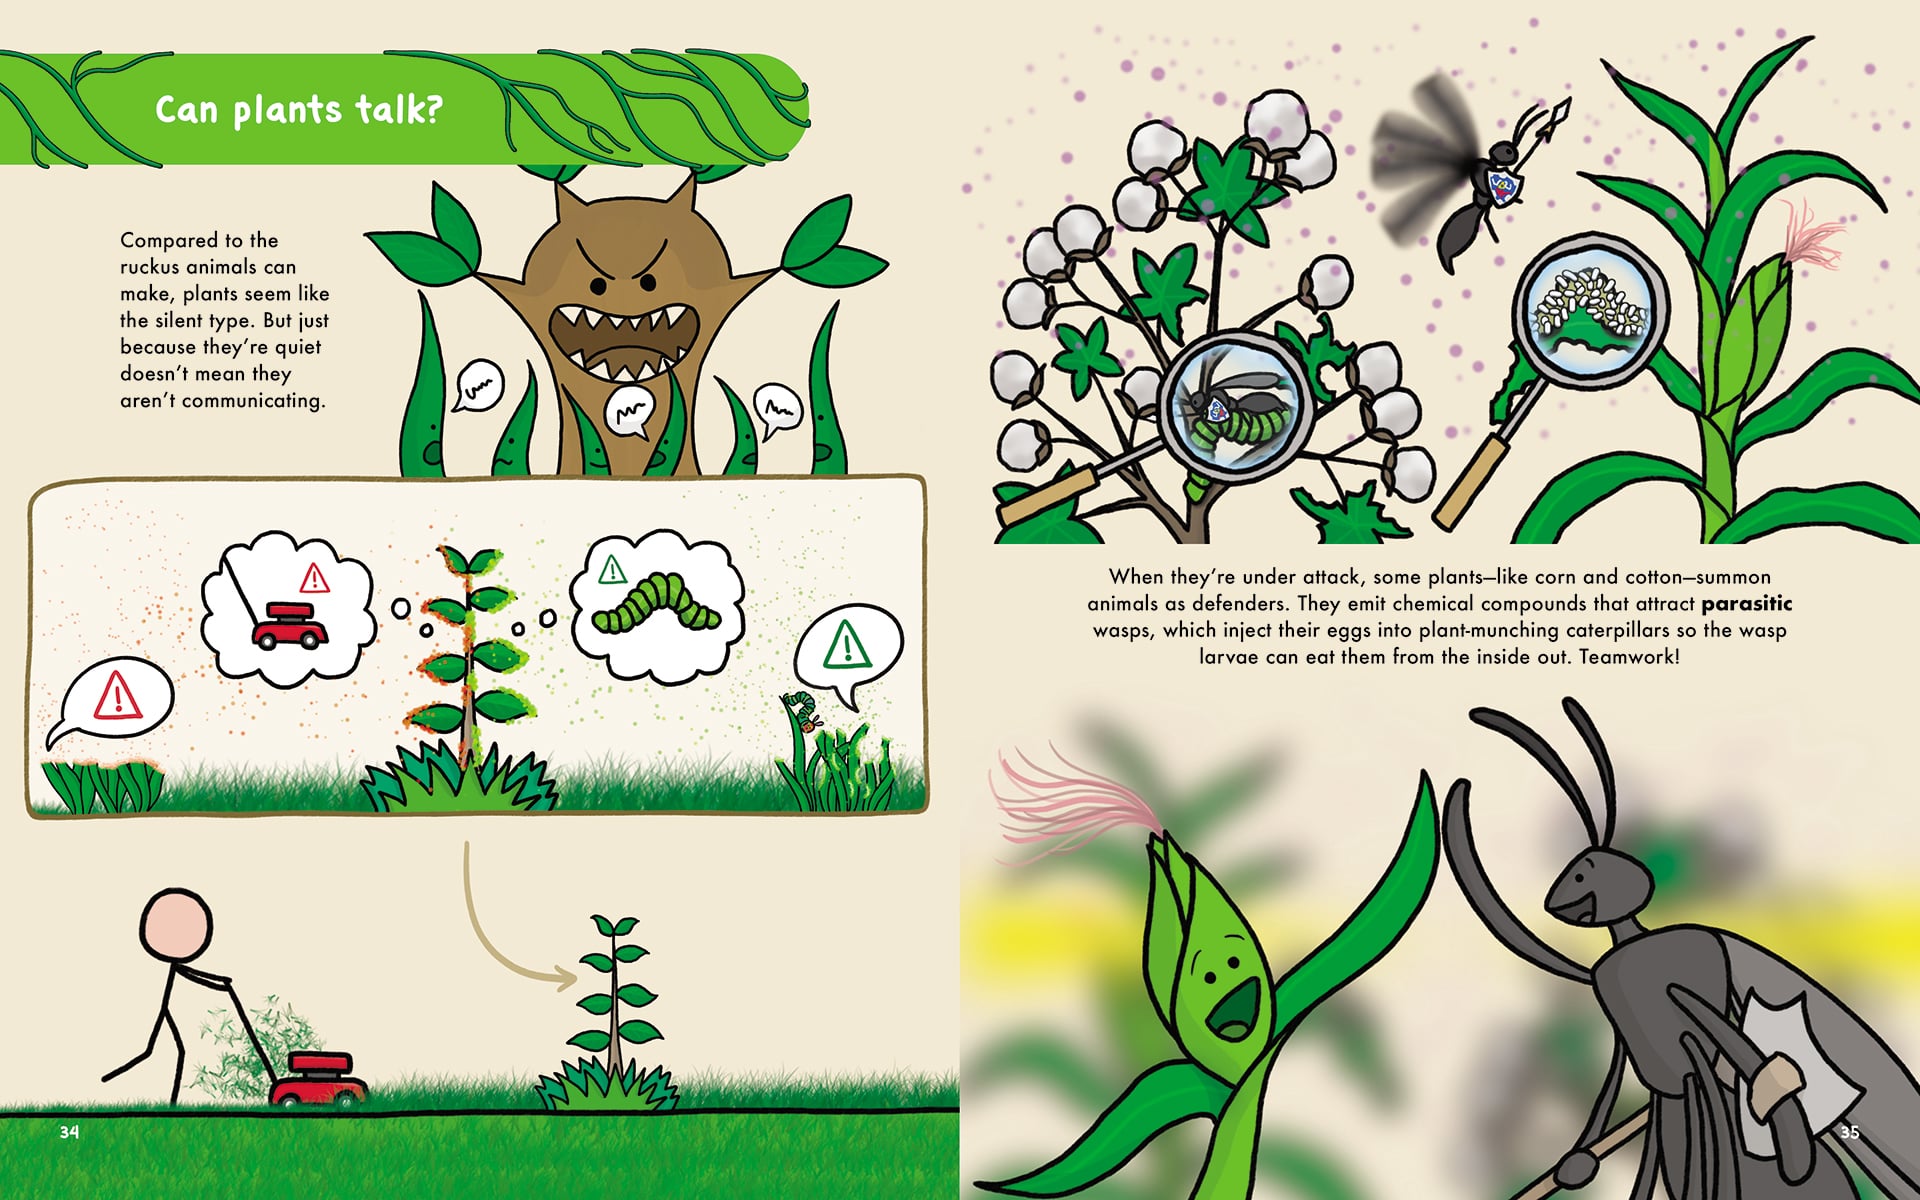 Can plants talk?
Compared to the
ruckus animals can
make, plants seem like
the silent type. But just
because they're quiet
doesn't mean they
aren't communicating.
!
!
!
!
34
When they're under attack, some plants—like corn and cotton—summon
animals as defenders. They emit chemical compounds that attract parasitic
wasps, which inject their eggs into plant-munching caterpillars so the wasp
larvae can eat them from the inside out. Teamwork!
35